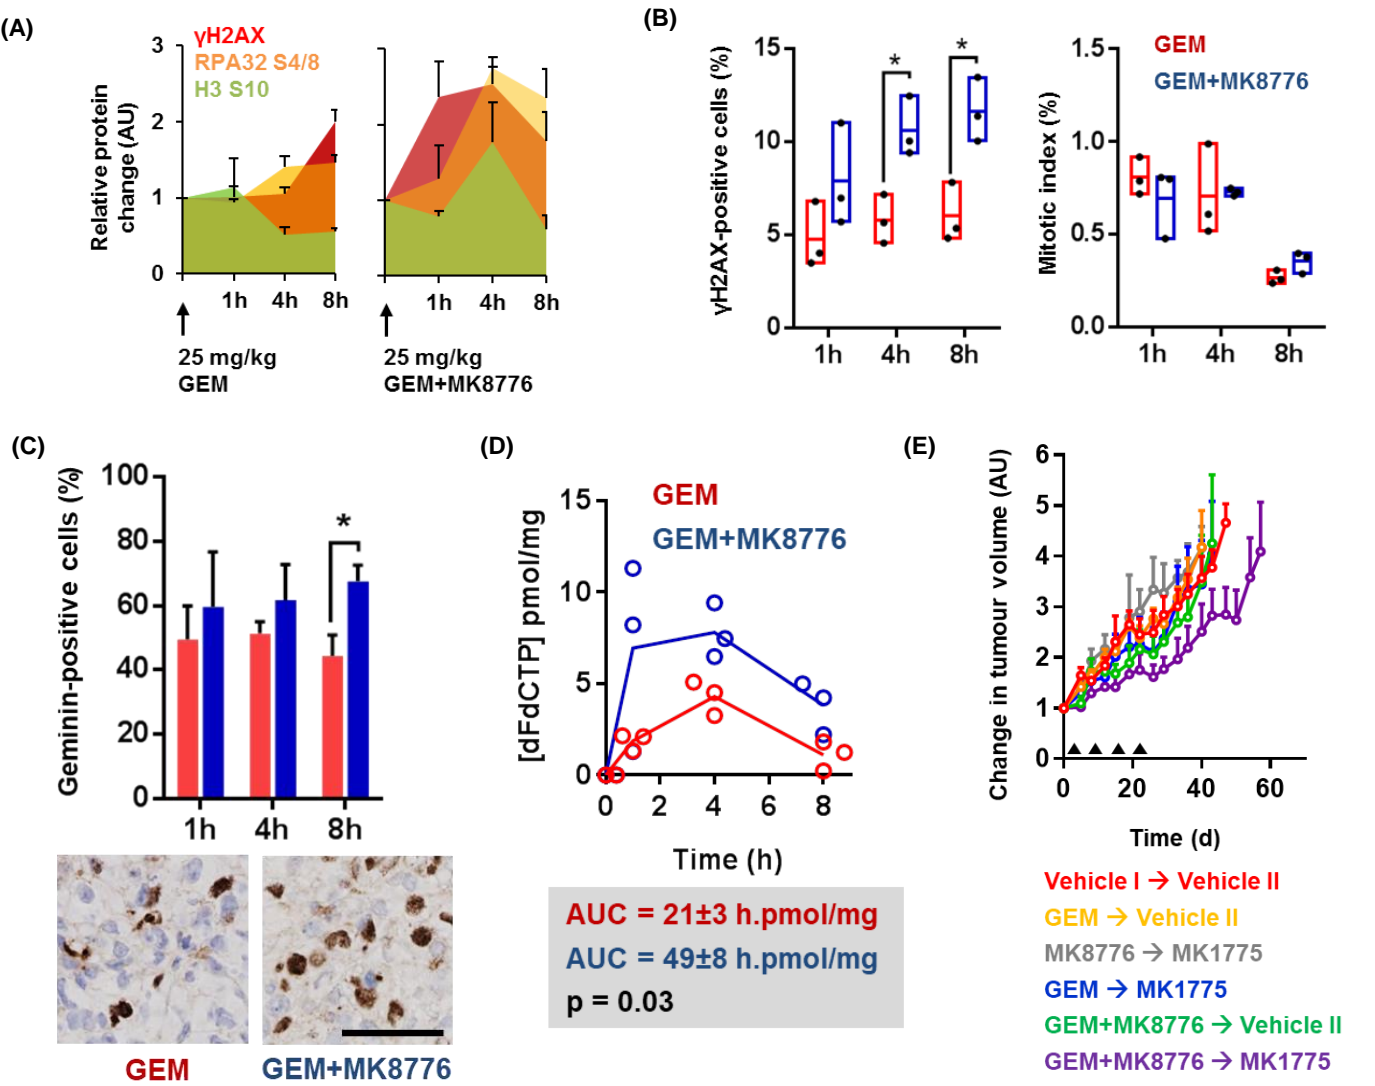 (A)
γH2AX
RPA32 S4/8
H3 S10
Relative protein
change (AU)
3
2
1
0
1h 4h 8h
1h 4h 8h
25 mg/kg
GEM
25 mg/kg
GEM+MK8776
(B)
γH2AX-positive cells (%)
15
10
5
0
* *
1h 4h 8h
Mitotic index (%)
1.5
1.0
0.5
0.0
GEM
GEM+MK8776
1h 4h 8h
(C)
Geminin-positive cells (%)
100
80
60
40
20
0
*
1h 4h 8h
GEM GEM+MK8776
(D)
[dFdCTP] pmol/mg
15
10
5
0
GEM
GEM+MK8776
0 2 4 6 8
Time (h)
AUC = 21±3 h.pmol/mg
AUC = 49±8 h.pmol/mg
p = 0.03
(E)
Change in tumour volume (AU)
6
5
4
3
2
1
0
0 20 40 60
Time (d)
Vehicle I → Vehicle II
GEM → Vehicle II
MK8776 → MK1775
GEM → MK1775
GEM+MK8776 → Vehicle II
GEM+MK8776 → MK1775